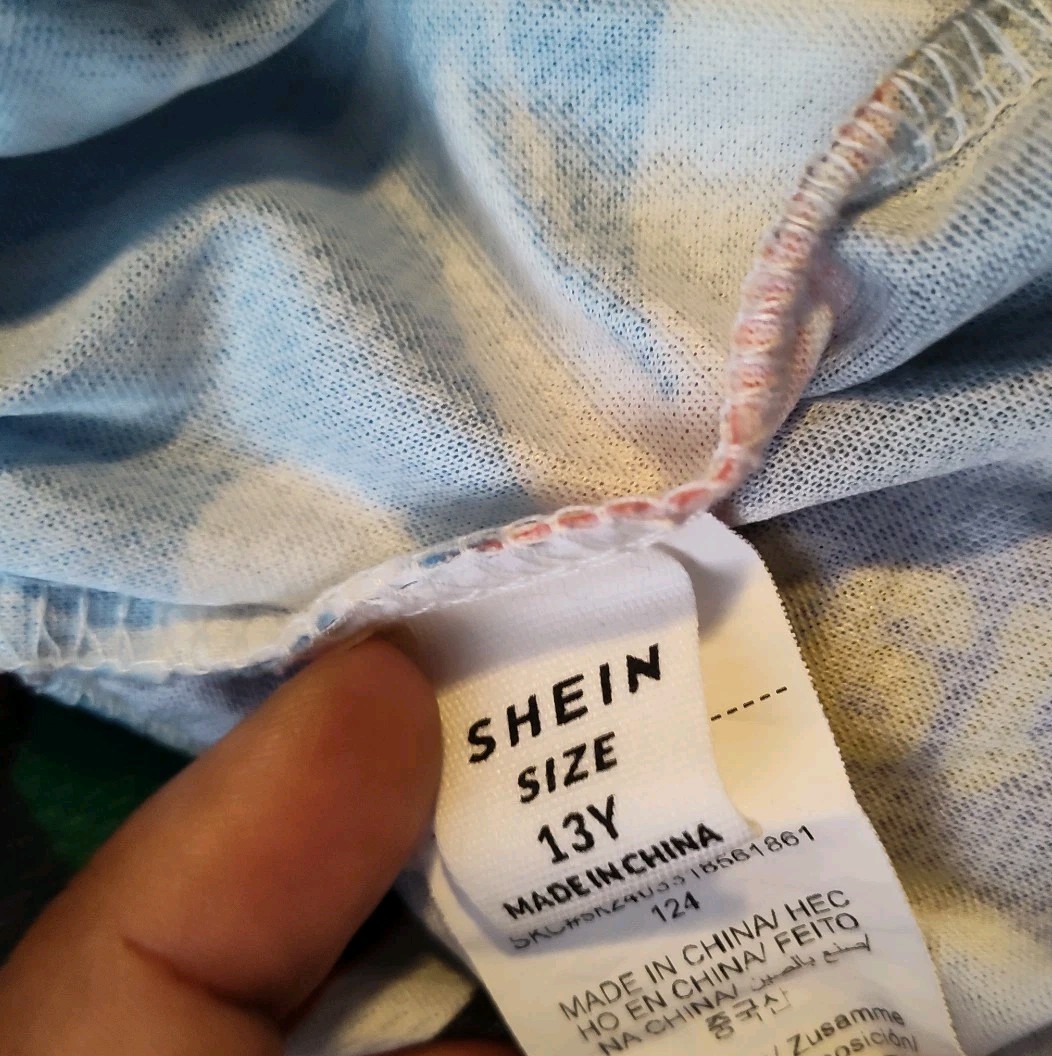 SHEIN
SIZE
13Y
MADE IN CHINA
124
MADE IN CHINA/ HEC
HO EN CHINA/ FEITO
NA CHINA/ صنع بالصين/
중국산
/ Zusamme
osición/